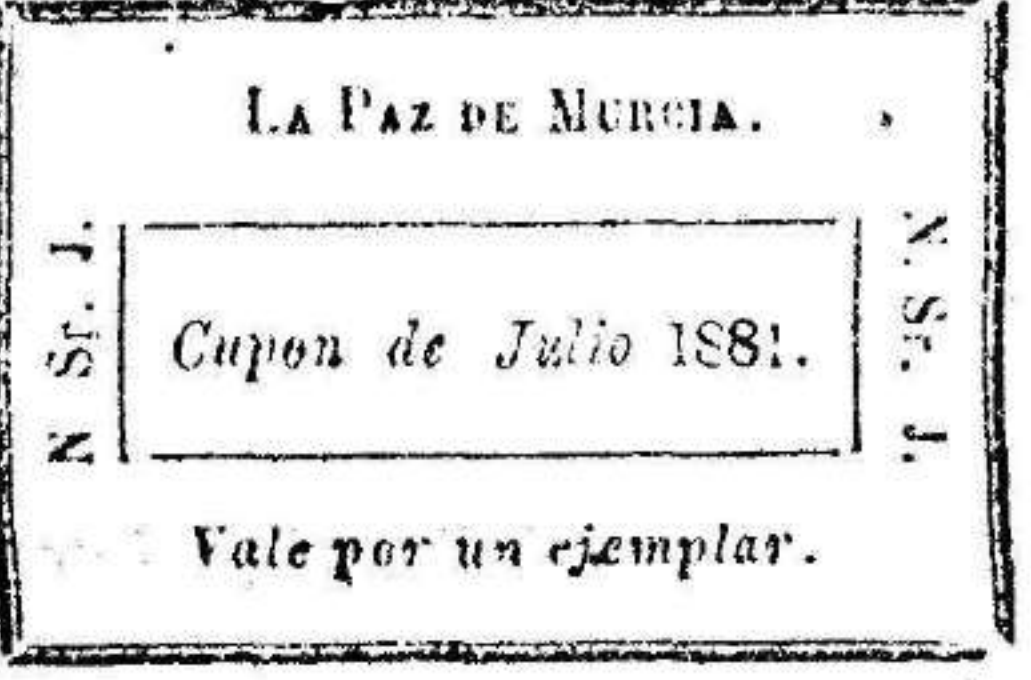 LA PAZ DE MURCIA.
N Sr. J.
Cupon de Julio 1881.
N. Sr. J.
Vale por un ejemplar.